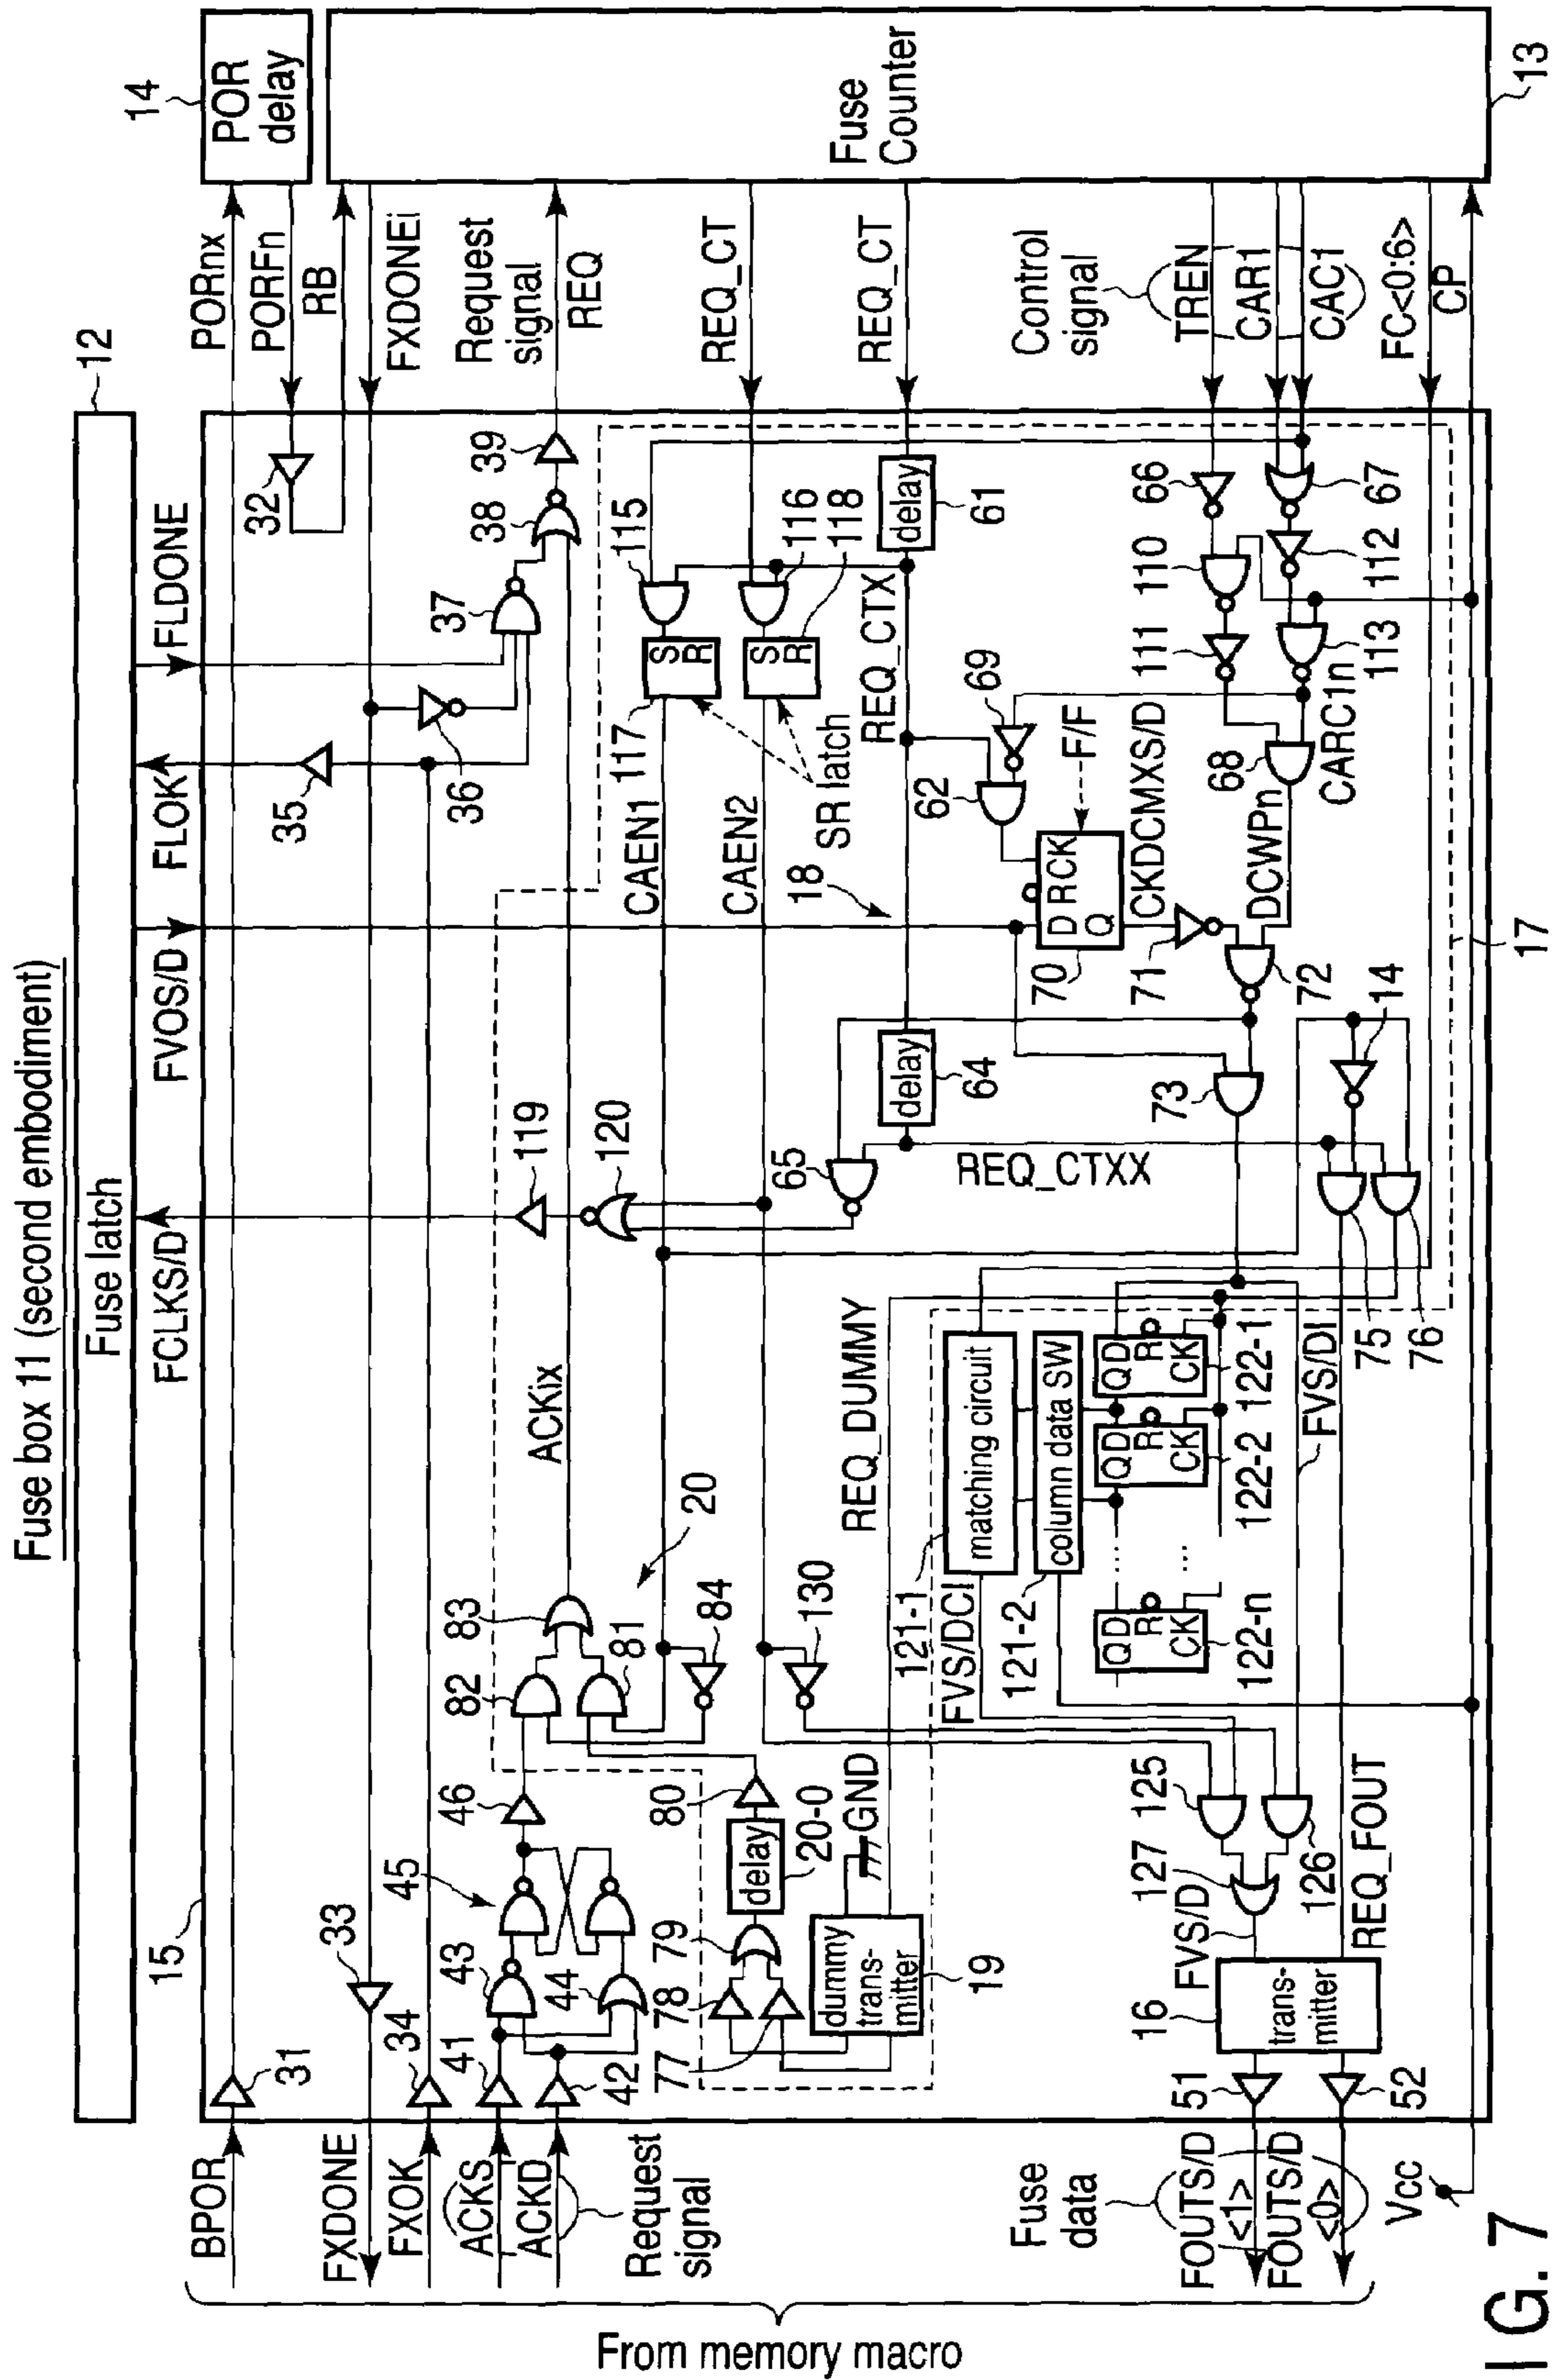 Fuse box 11 (second embodiment)
Fuse latch
12
FCLKS/D
FVOS/D
FLOK
FLDONE
14
POR
delay
PORnx
PORFn
RB
FXDONEi
Request
signal
REQ
REQ_CT
REQ_CT
Control
signal
TREN
CAR1
CAC1
FC<0:6>
CP
Fuse
Counter
13
BPOR
FXDONE
FXOK
ACKS
ACKD
Request
signal
Fuse
data
FOUTS/D
<1>
FOUTS/D
<0>
Vcc
From memory macro
15
31
33
34
41
42
43
44
45
46
32
35
36
37
38
39
ACKix
20
82
83
81
84
130
119
120
CAEN1
CAEN2
117
SR latch
S
R
S
R
115
116
118
REQ_CTX
delay
61
18
69
62
F/F
D R CK
Q
70
CKDCMXS/D
71
72
DCWPn
68
CARC1n
66
110
111
67
112
113
17
65
delay
64
REQ_CTXX
73
14
75
76
REQ_DUMMY
78
77
79
80
delay
20-0
GND
dummy
trans-
mitter
19
121-1
matching circuit
FVS/DCI
121-2
column data SW
Q D
R
CK
122-1
Q D
R
CK
122-2
...
...
Q D
R
CK
122-n
FVS/DI
125
126
127
FVS/D
REQ_FOUT
16
trans-
mitter
51
52
I G. 7